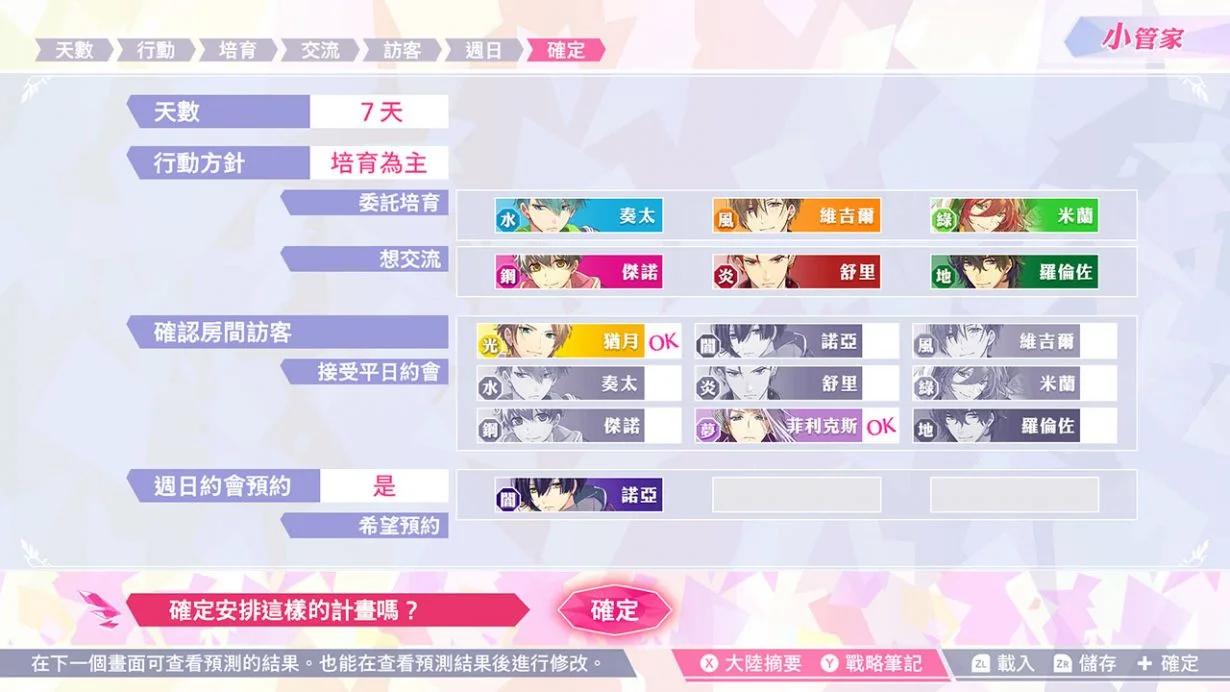 天數 行動 培育 交流 訪客 週日 確定
小管家
天數 7天
行動方針 培育為主
委託培育
水 奏太 風 維吉爾 綠 米蘭
想交流
鋼 傑諾 炎 舒里 地 羅倫佐
確認房間訪客
光 猶月 OK 闇 諾亞 風 維吉爾
接受平日約會
水 奏太 炎 舒里 綠 米蘭
鋼 傑諾 夢 菲利克斯 OK 地 羅倫佐
週日約會預約 是
闇 諾亞
希望預約
確定安排這樣的計畫嗎？
確定
在下一個畫面可查看預測的結果。也能在查看預測結果後進行修改。
X 大陸摘要 Y 戰略筆記 ZL 載入 ZR 儲存 + 確定